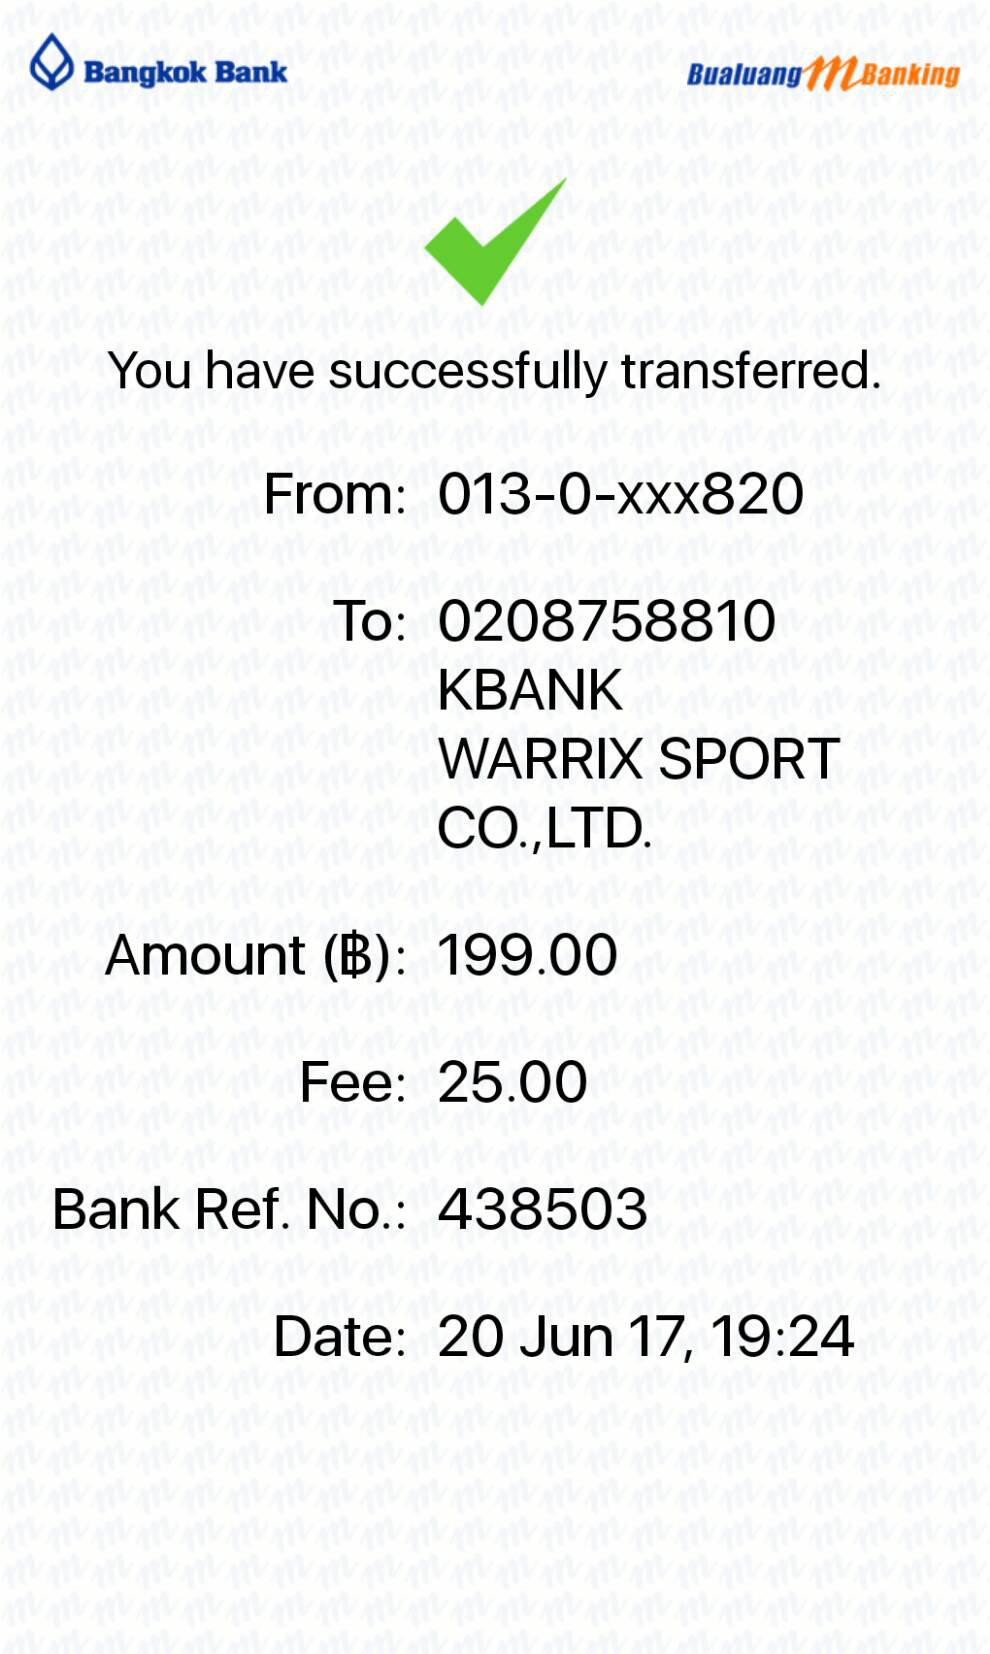 Bangkok Bank
Bualuang mBanking
You have successfully transferred.
From: 013-0-xxx820
To: 0208758810
KBANK
WARRIX SPORT
CO.,LTD.
Amount (฿): 199.00
Fee: 25.00
Bank Ref. No.: 438503
Date: 20 Jun 17, 19:24